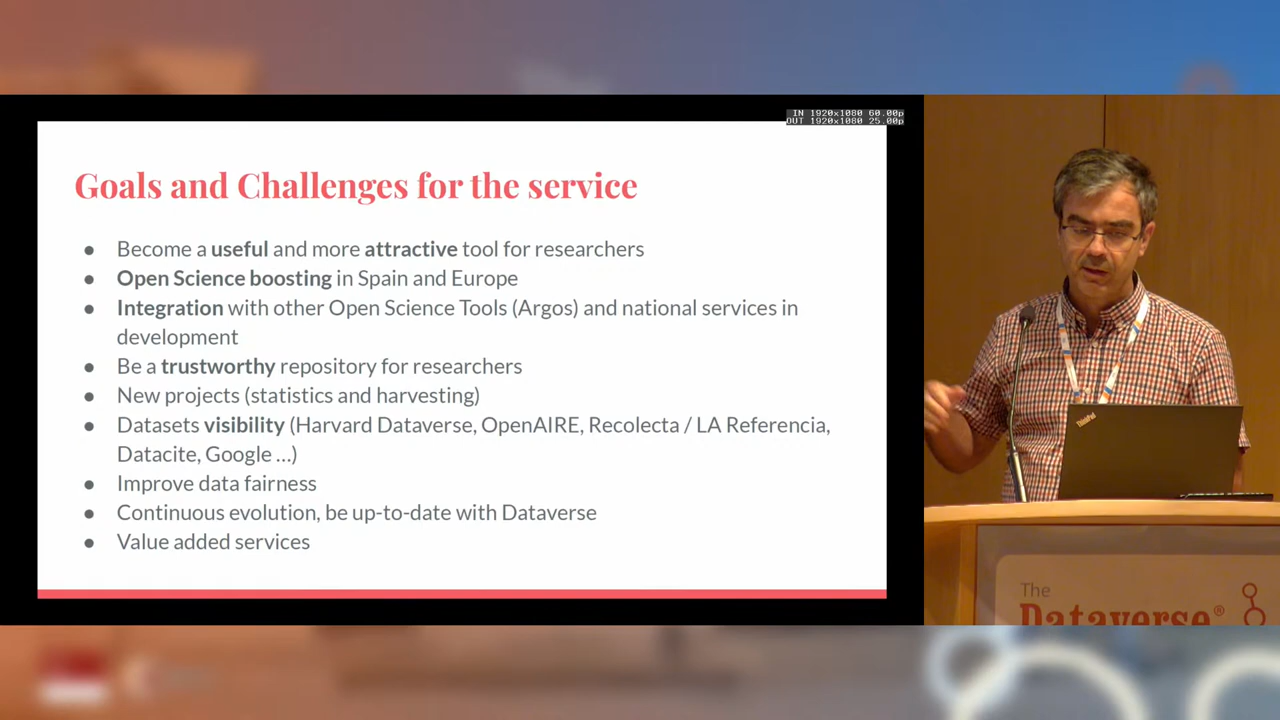 IN 1920x1080 60.00p
OUT 1920x1080 25.00p
Goals and Challenges for the service
● Become a useful and more attractive tool for researchers
● Open Science boosting in Spain and Europe
● Integration with other Open Science Tools (Argos) and national services in
development
● Be a trustworthy repository for researchers
● New projects (statistics and harvesting)
● Datasets visibility (Harvard Dataverse, OpenAIRE, Recolecta / LA Referencia,
Datacite, Google ...)
● Improve data fairness
● Continuous evolution, be up-to-date with Dataverse
● Value added services
ThinkPad
The
Dataverse®